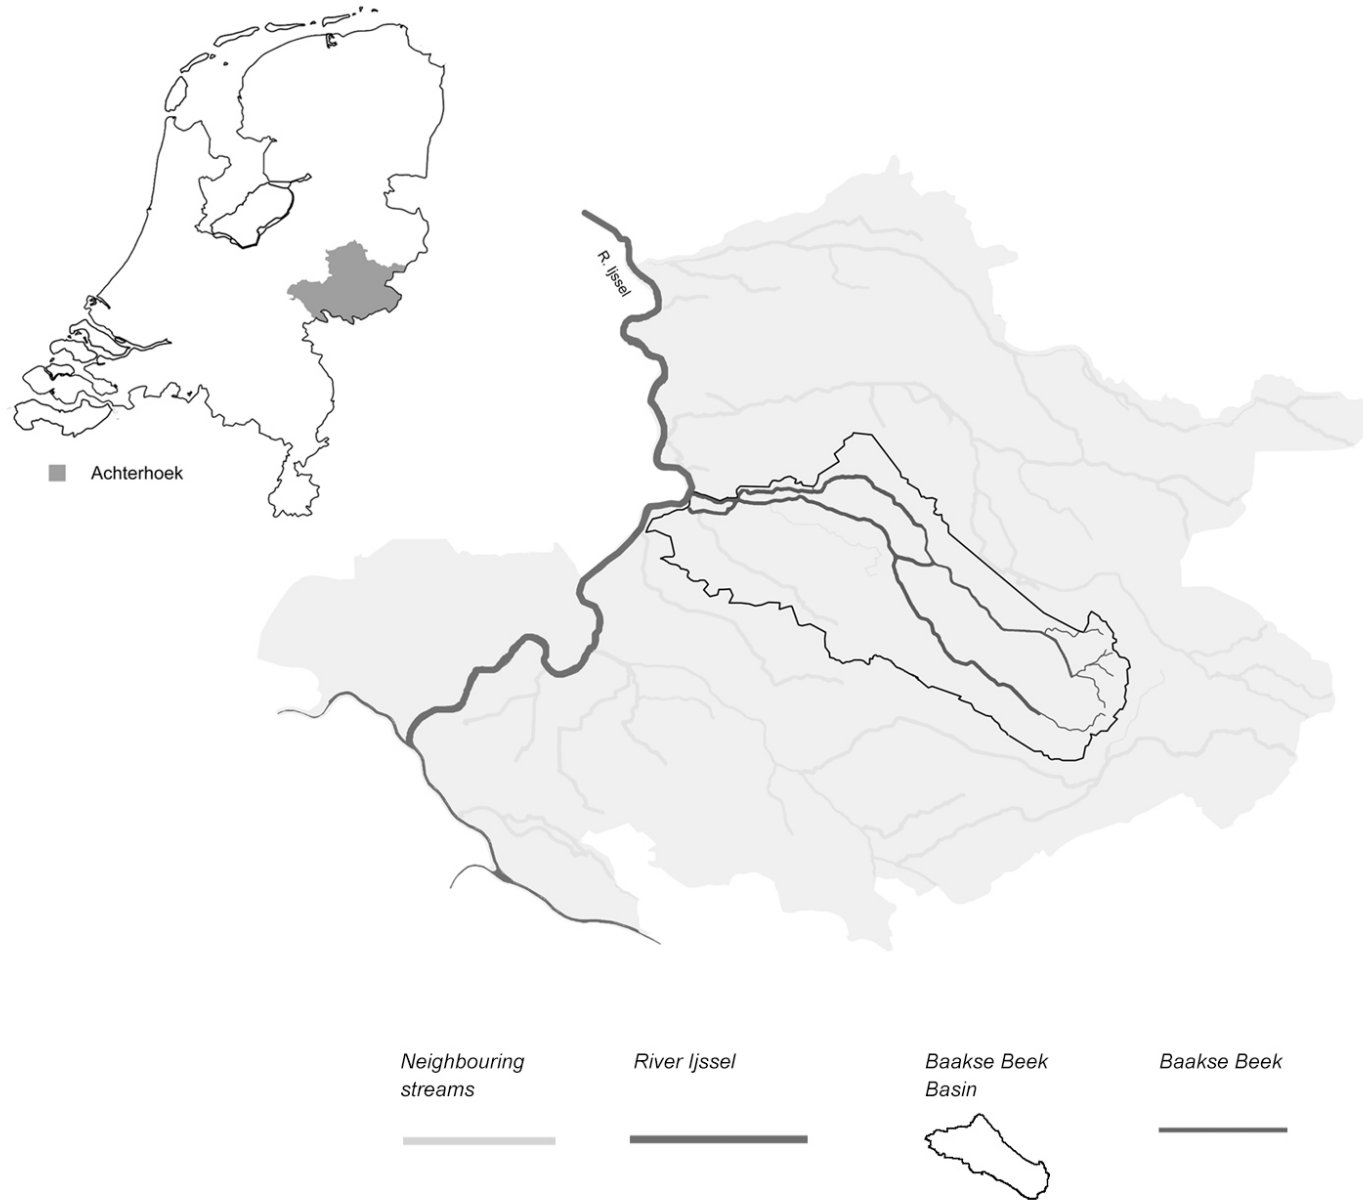 R. Ijssel
Achterhoek
Neighbouring
streams
River Ijssel
Baakse Beek
Basin
Baakse Beek